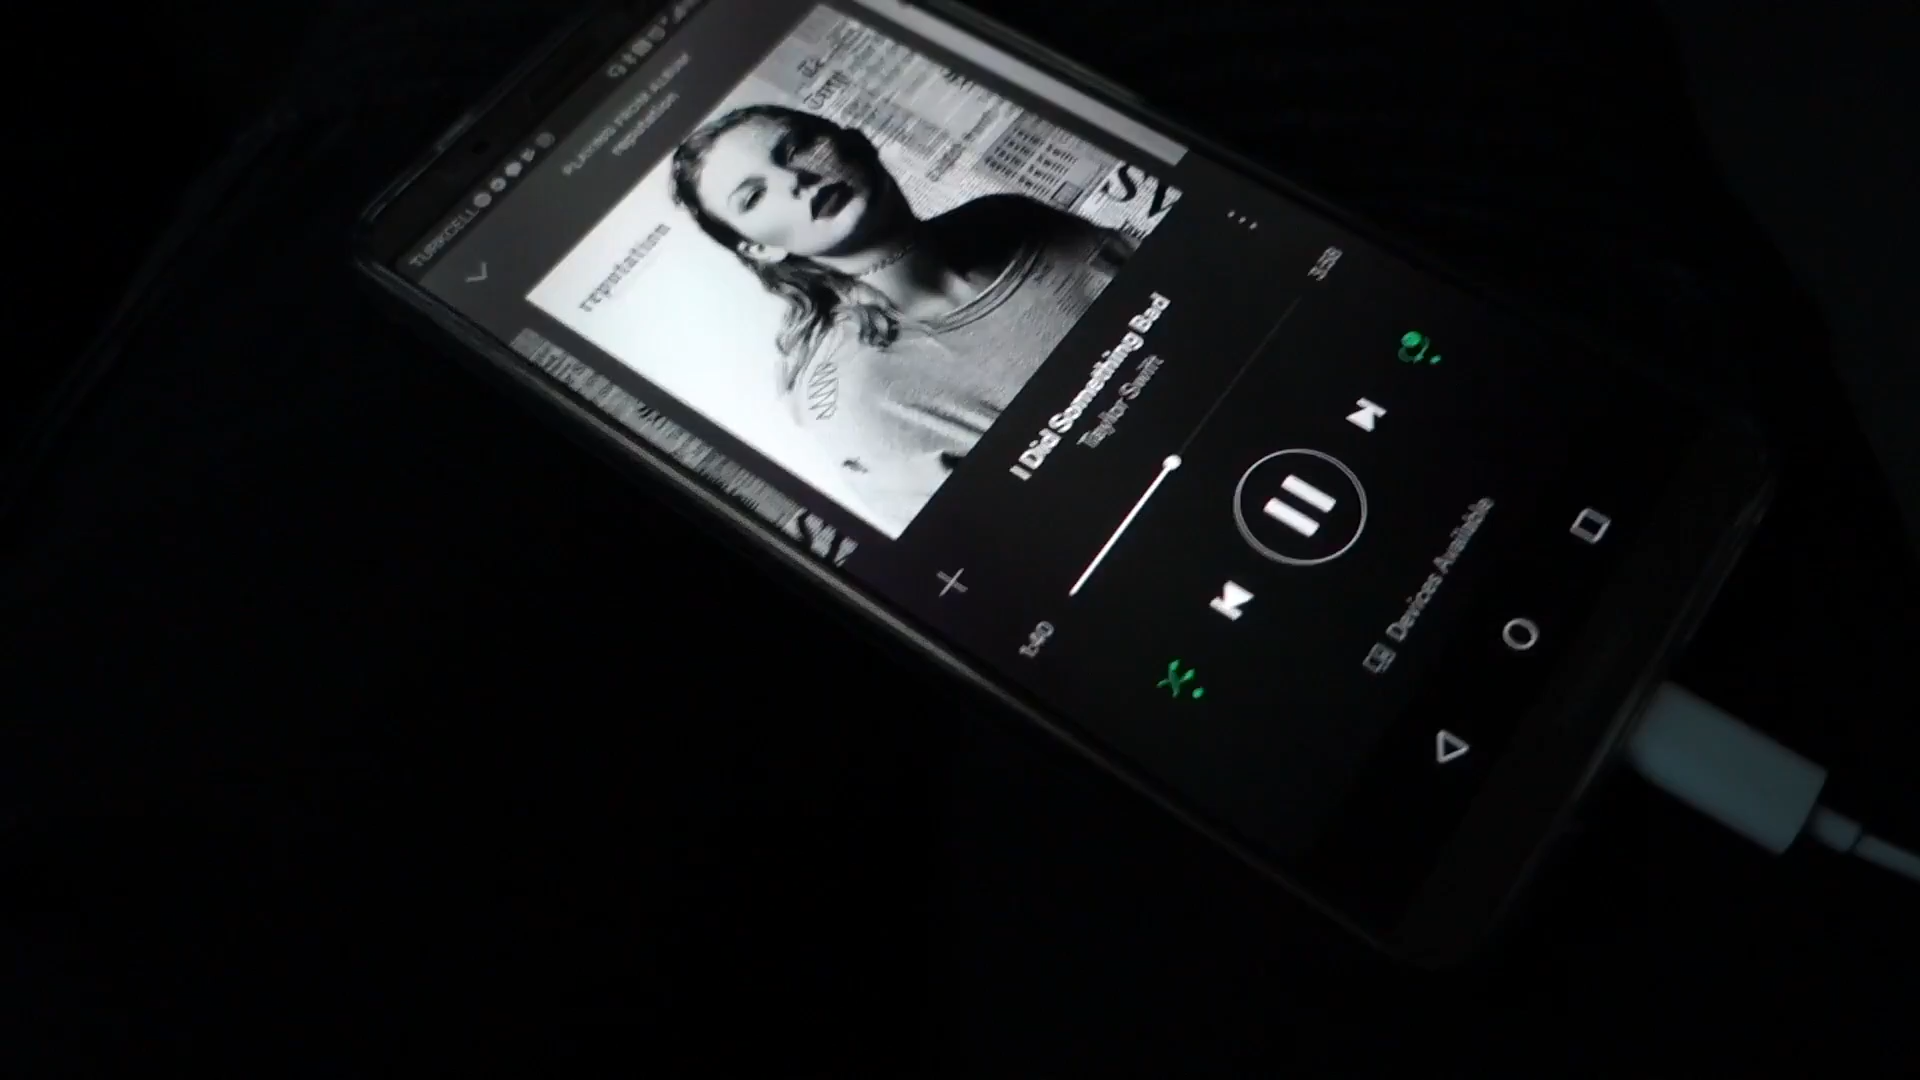 TURKCELL
PLAYING FROM ALBUM
reputation
reputation
I Did Something Bad
Taylor Swift
1:40
3:58
Devices Available